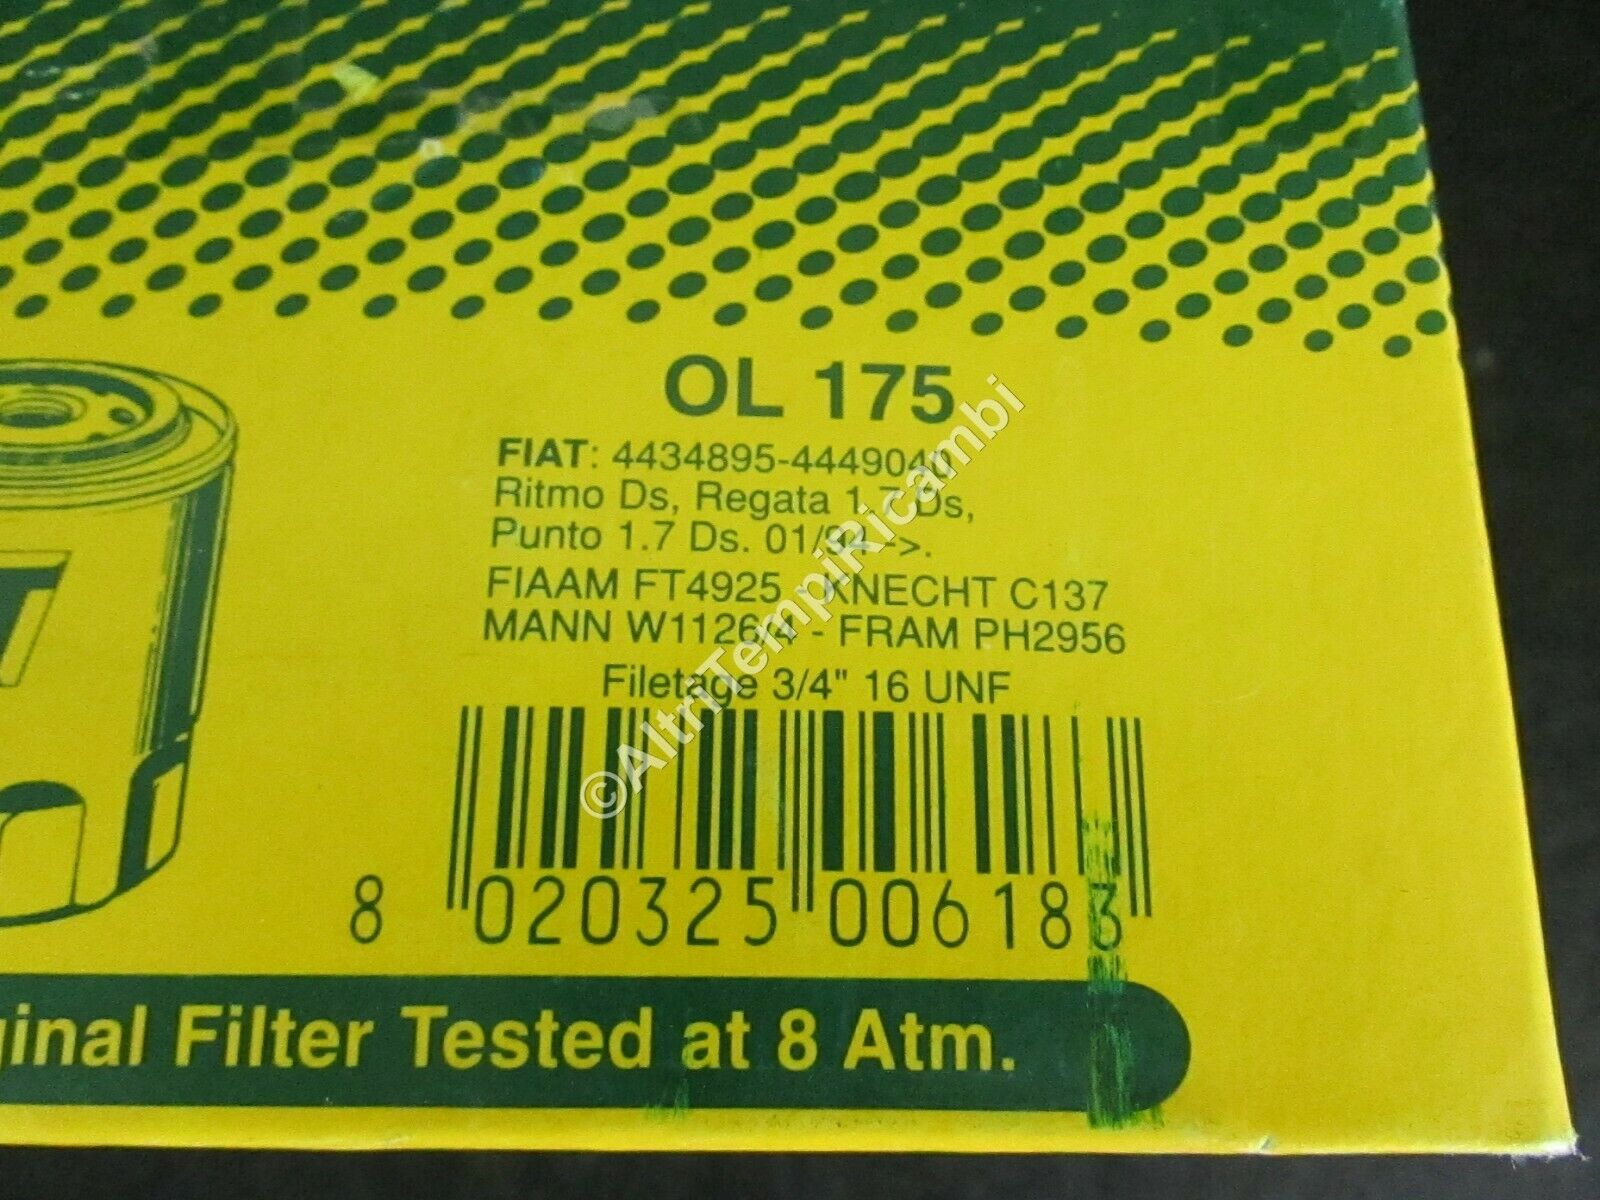 OL 175
FIAT: 4434895-4449040
Ritmo Ds, Regata 1.7 Ds,
Punto 1.7 Ds. 01/94 ->.
FIAAM FT4925 - KNECHT C137
MANN W1126/4 - FRAM PH2956
Filetage 3/4" 16 UNF
©AltriTempiRicambi
8 020325 006183
ginal Filter Tested at 8 Atm.